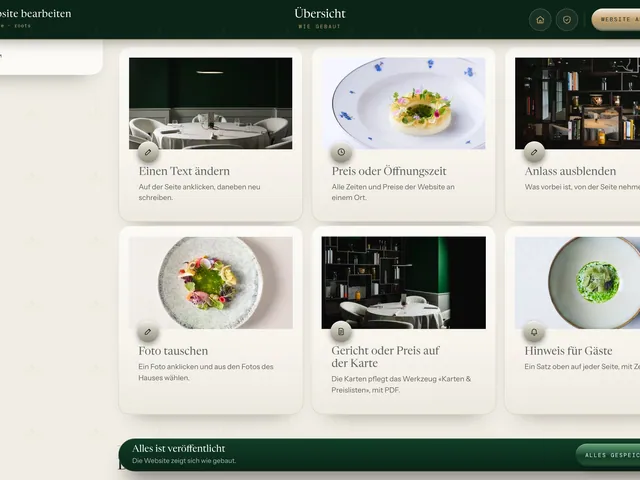 site bearbeiten
Übersicht
WIE GEBAUT
WEBSITE A
Einen Text ändern
Auf der Seite anklicken, daneben neu
schreiben.
Preis oder Öffnungszeit
Alle Zeiten und Preise der Website an
einem Ort.
Anlass ausblenden
Was vorbei ist, von der Seite nehme
Foto tauschen
Ein Foto anklicken und aus den Fotos des
Hauses wählen.
Gericht oder Preis auf
der Karte
Die Karten pflegt das Werkzeug «Karten &
Preislisten», mit PDF.
Hinweis für Gäste
Ein Satz oben auf jeder Seite, mit Ze
Alles ist veröffentlicht
Die Website zeigt sich wie gebaut.
ALLES GESPEIC